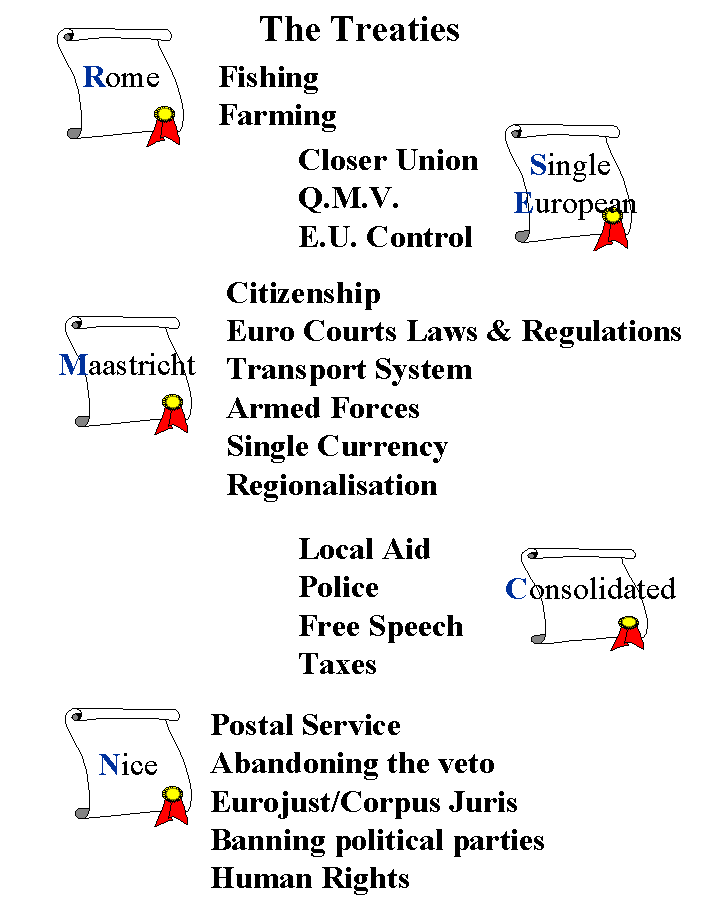 The Treaties
Rome
Fishing
Farming
Closer Union
Q.M.V.
E.U. Control
Single
European
Citizenship
Euro Courts Laws & Regulations
Maastricht
Transport System
Armed Forces
Single Currency
Regionalisation
Local Aid
Police
Free Speech
Taxes
Consolidated
Postal Service
Nice
Abandoning the veto
Eurojust/Corpus Juris
Banning political parties
Human Rights